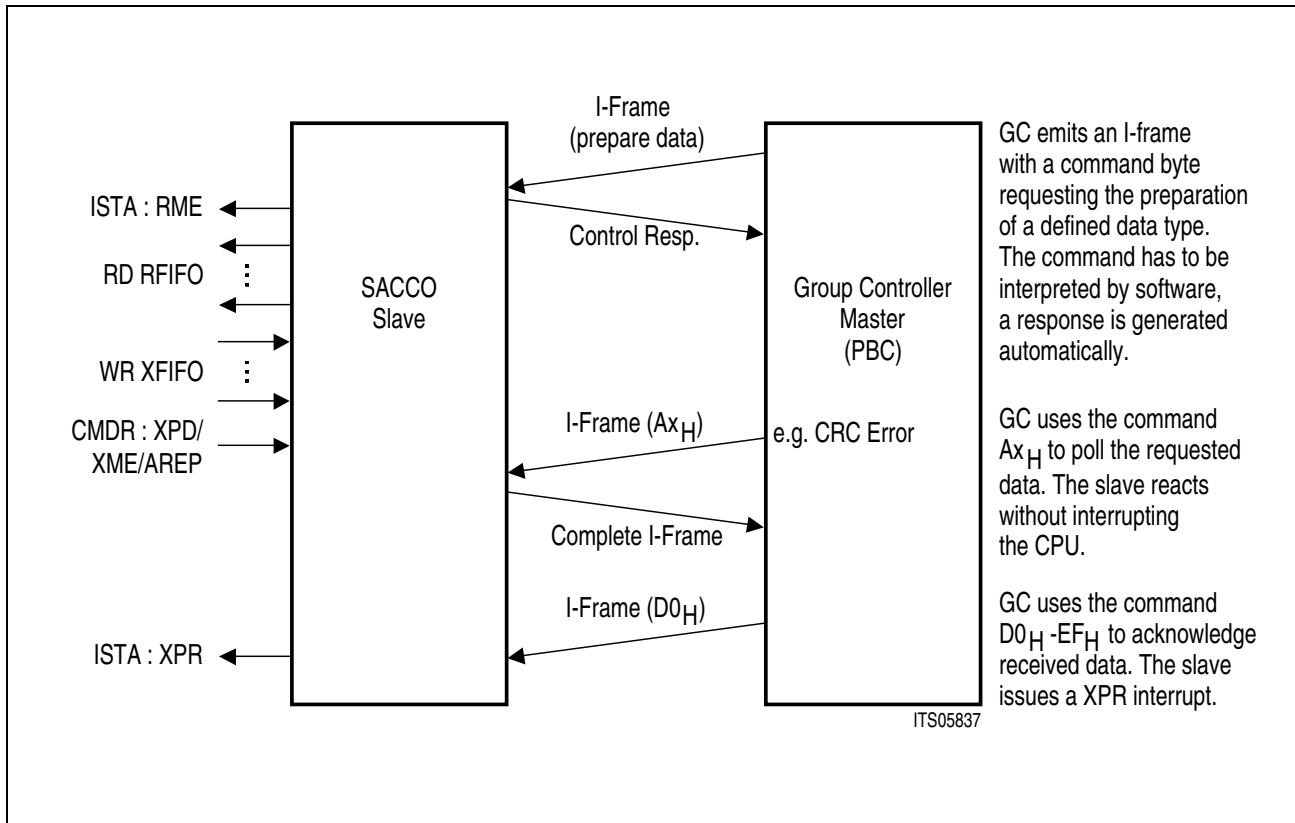 I-Frame
(prepare data)
Control Resp.
ISTA : RME
RD RFIFO
WR XFIFO
CMDR : XPD/
XME/AREP
ISTA : XPR
SACCO
Slave
Group Controller
Master
(PBC)
I-Frame (AxH)
e.g. CRC Error
Complete I-Frame
I-Frame (D0H)
GC emits an I-frame
with a command byte
requesting the preparation
of a defined data type.
The command has to be
interpreted by software,
a response is generated
automatically.
GC uses the command
AxH to poll the requested
data. The slave reacts
without interrupting
the CPU.
GC uses the command
D0H -EFH to acknowledge
received data. The slave
issues a XPR interrupt.
ITS05837